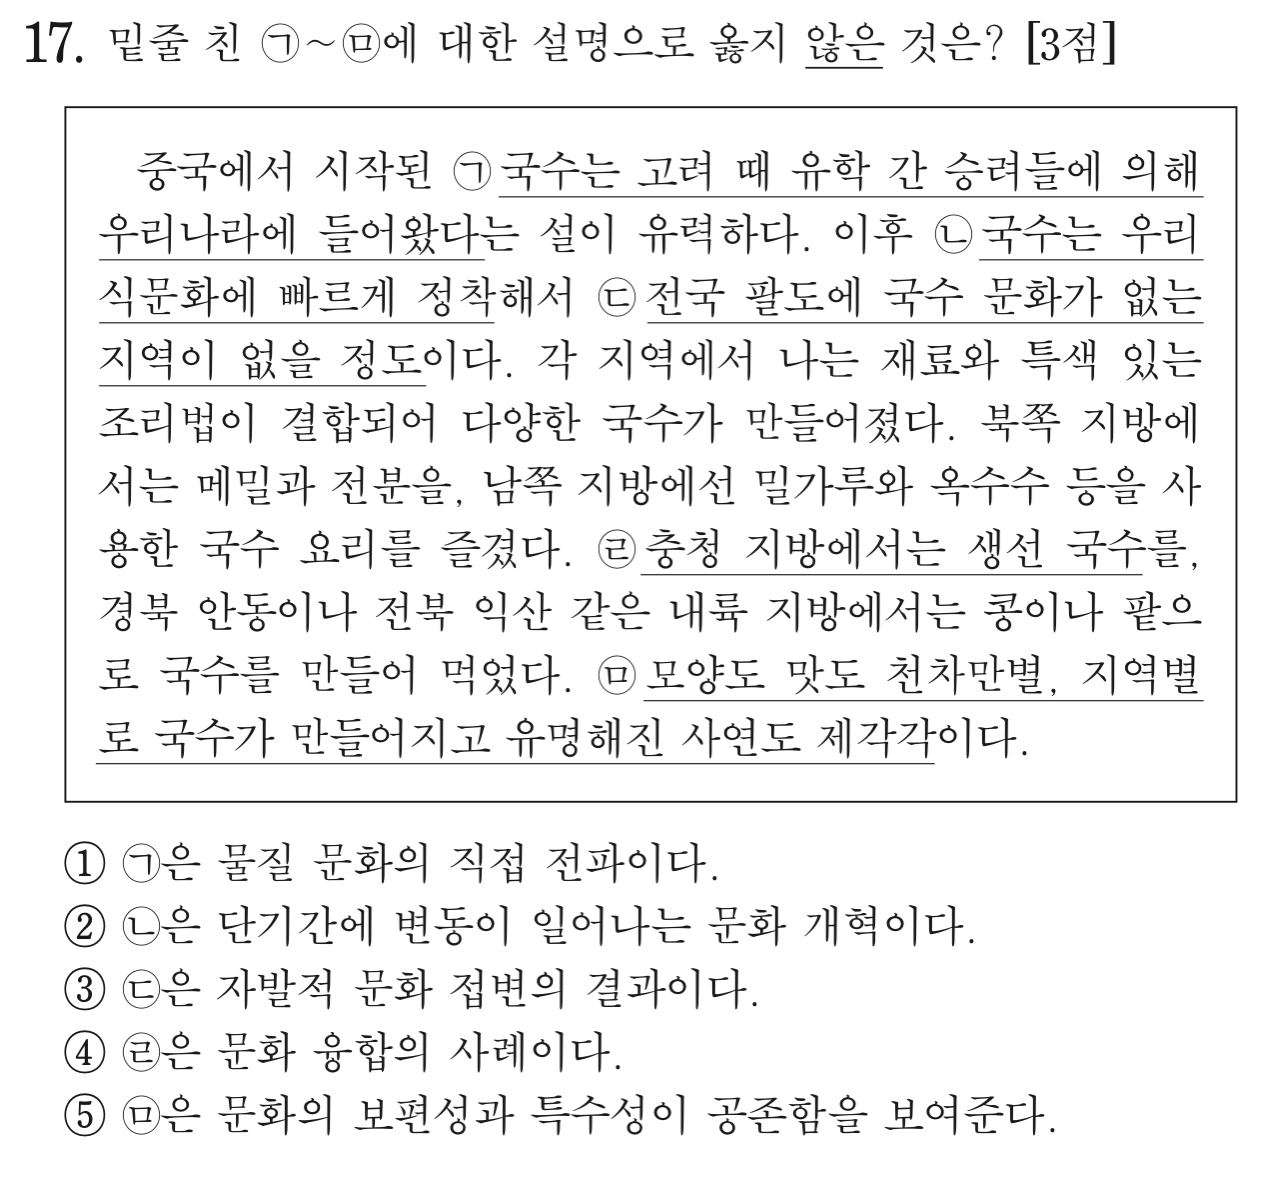 17. 밑줄 친 ㉠~㉤에 대한 설명으로 옳지 않은 것은? [3점]
중국에서 시작된 ㉠국수는 고려 때 유학 간 승려들에 의해
우리나라에 들어왔다는 설이 유력하다. 이후 ㉡국수는 우리
식문화에 빠르게 정착해서 ㉢전국 팔도에 국수 문화가 없는
지역이 없을 정도이다. 각 지역에서 나는 재료와 특색 있는
조리법이 결합되어 다양한 국수가 만들어졌다. 북쪽 지방에
서는 메밀과 전분을, 남쪽 지방에선 밀가루와 옥수수 등을 사
용한 국수 요리를 즐겼다. ㉣충청 지방에서는 생선 국수를,
경북 안동이나 전북 익산 같은 내륙 지방에서는 콩이나 팥으
로 국수를 만들어 먹었다. ㉤모양도 맛도 천차만별, 지역별
로 국수가 만들어지고 유명해진 사연도 제각각이다.
① ㉠은 물질 문화의 직접 전파이다.
② ㉡은 단기간에 변동이 일어나는 문화 개혁이다.
③ ㉢은 자발적 문화 접변의 결과이다.
④ ㉣은 문화 융합의 사례이다.
⑤ ㉤은 문화의 보편성과 특수성이 공존함을 보여준다.